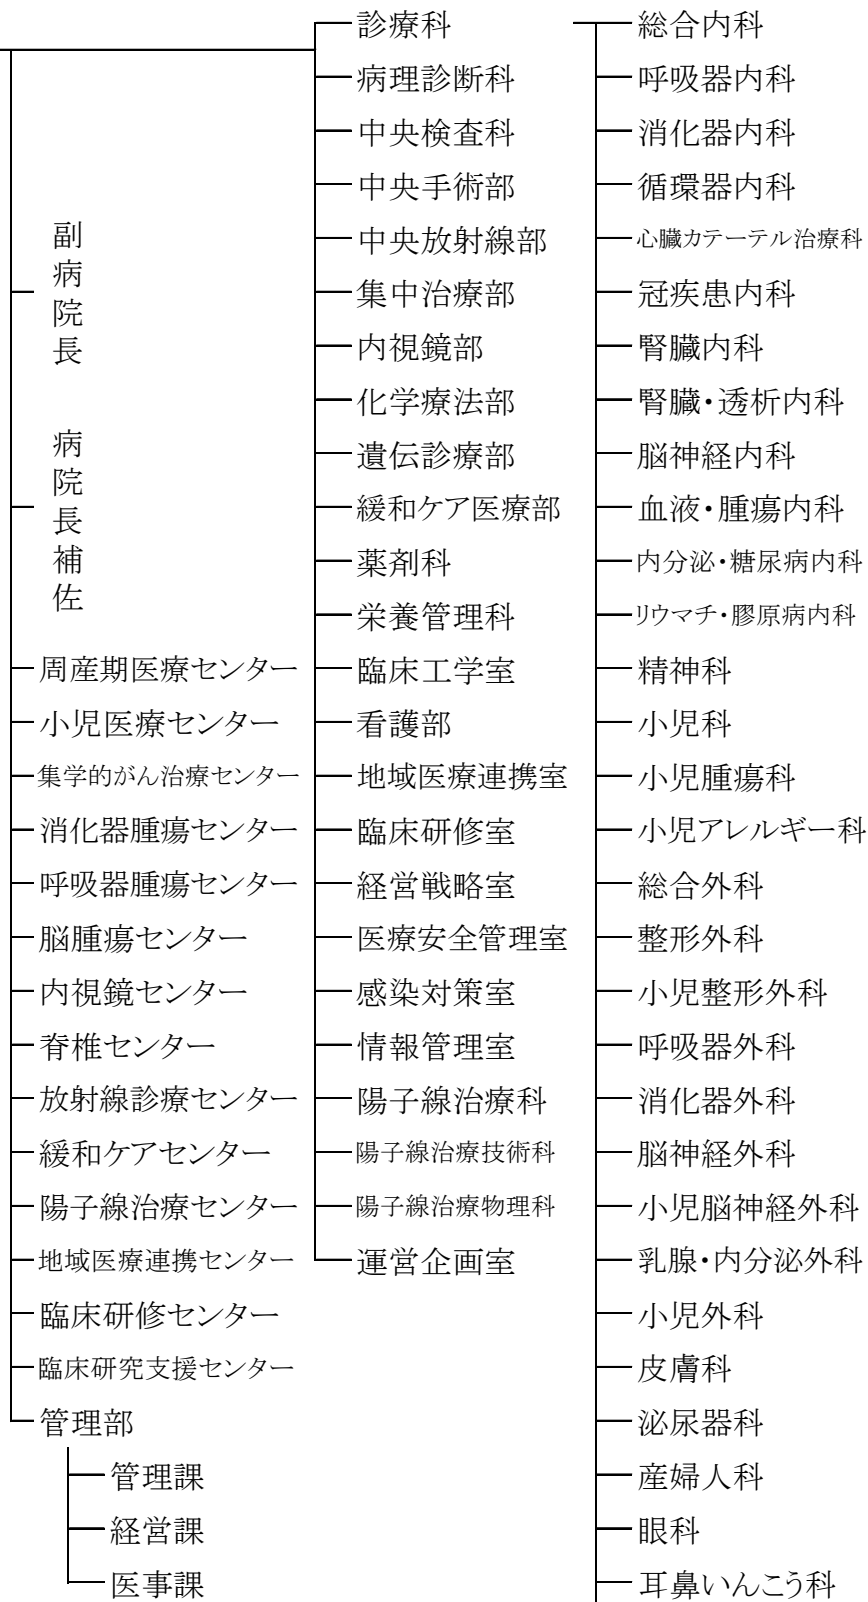 副病院長
病院長補佐
周産期医療センター
小児医療センター
集学的がん治療センター
消化器腫瘍センター
呼吸器腫瘍センター
脳腫瘍センター
内視鏡センター
脊椎センター
放射線診療センター
緩和ケアセンター
陽子線治療センター
地域医療連携センター
臨床研修センター
臨床研究支援センター
管理部
管理課
経営課
医事課
診療科
病理診断科
中央検査科
中央手術部
中央放射線部
集中治療部
内視鏡部
化学療法部
遺伝診療部
緩和ケア医療部
薬剤科
栄養管理科
臨床工学室
看護部
地域医療連携室
臨床研修室
経営戦略室
医療安全管理室
感染対策室
情報管理室
陽子線治療科
陽子線治療技術科
陽子線治療物理科
運営企画室
総合内科
呼吸器内科
消化器内科
循環器内科
心臓カテーテル治療科
冠疾患内科
腎臓内科
腎臓・透析内科
脳神経内科
血液・腫瘍内科
内分泌・糖尿病内科
リウマチ・膠原病内科
精神科
小児科
小児腫瘍科
小児アレルギー科
総合外科
整形外科
小児整形外科
呼吸器外科
消化器外科
脳神経外科
小児脳神経外科
乳腺・内分泌外科
小児外科
皮膚科
泌尿器科
産婦人科
眼科
耳鼻いんこう科